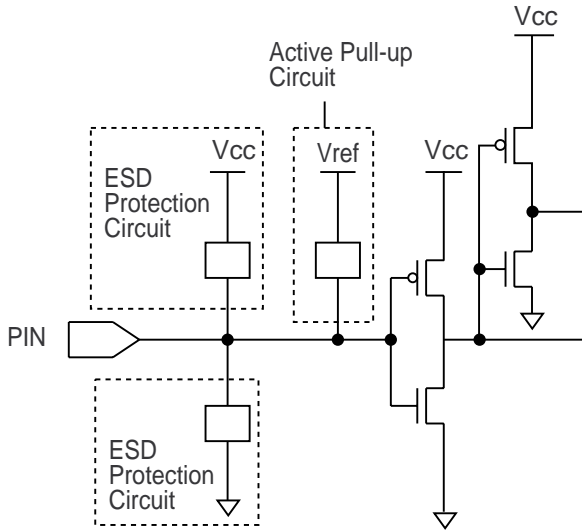 Vcc
Active Pull-up
Circuit
Vcc
Vref
Vcc
ESD
Protection
Circuit
PIN
ESD
Protection
Circuit